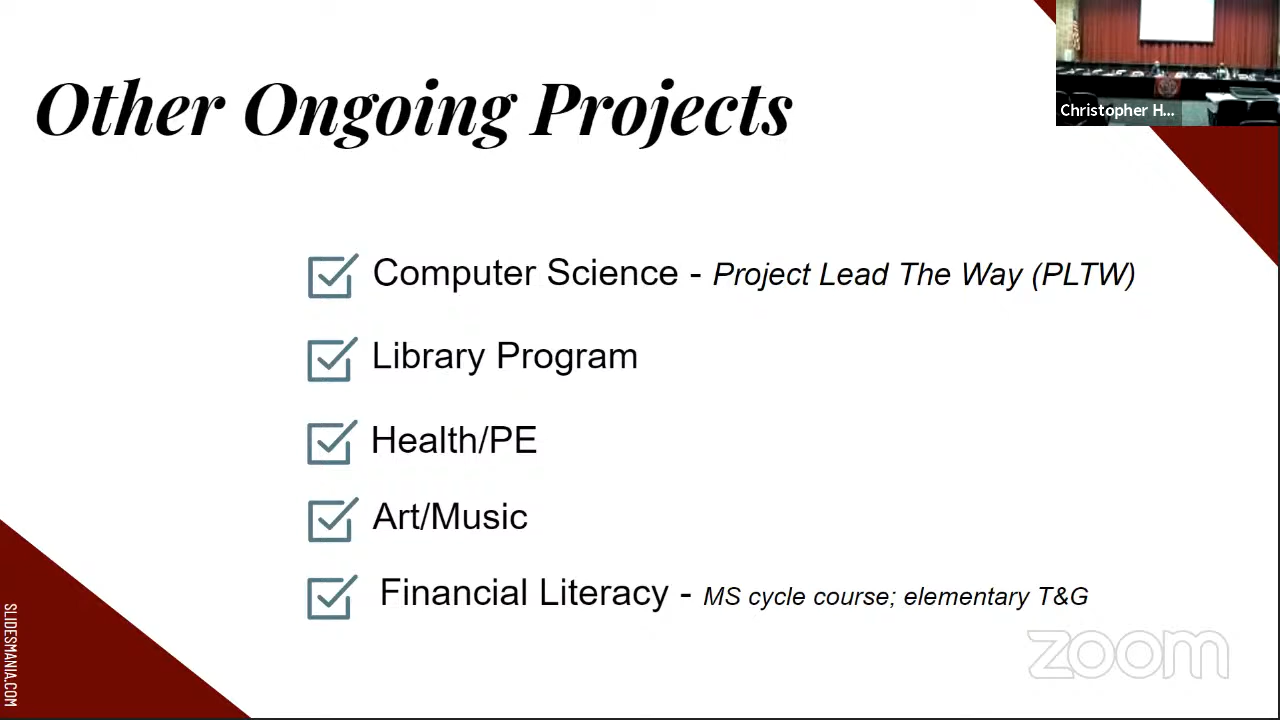 Other Ongoing Projects
Christopher H...
Computer Science - Project Lead The Way (PLTW)
Library Program
Health/PE
Art/Music
Financial Literacy - MS cycle course; elementary T&G
zoom
SLIDESMANIA.COM